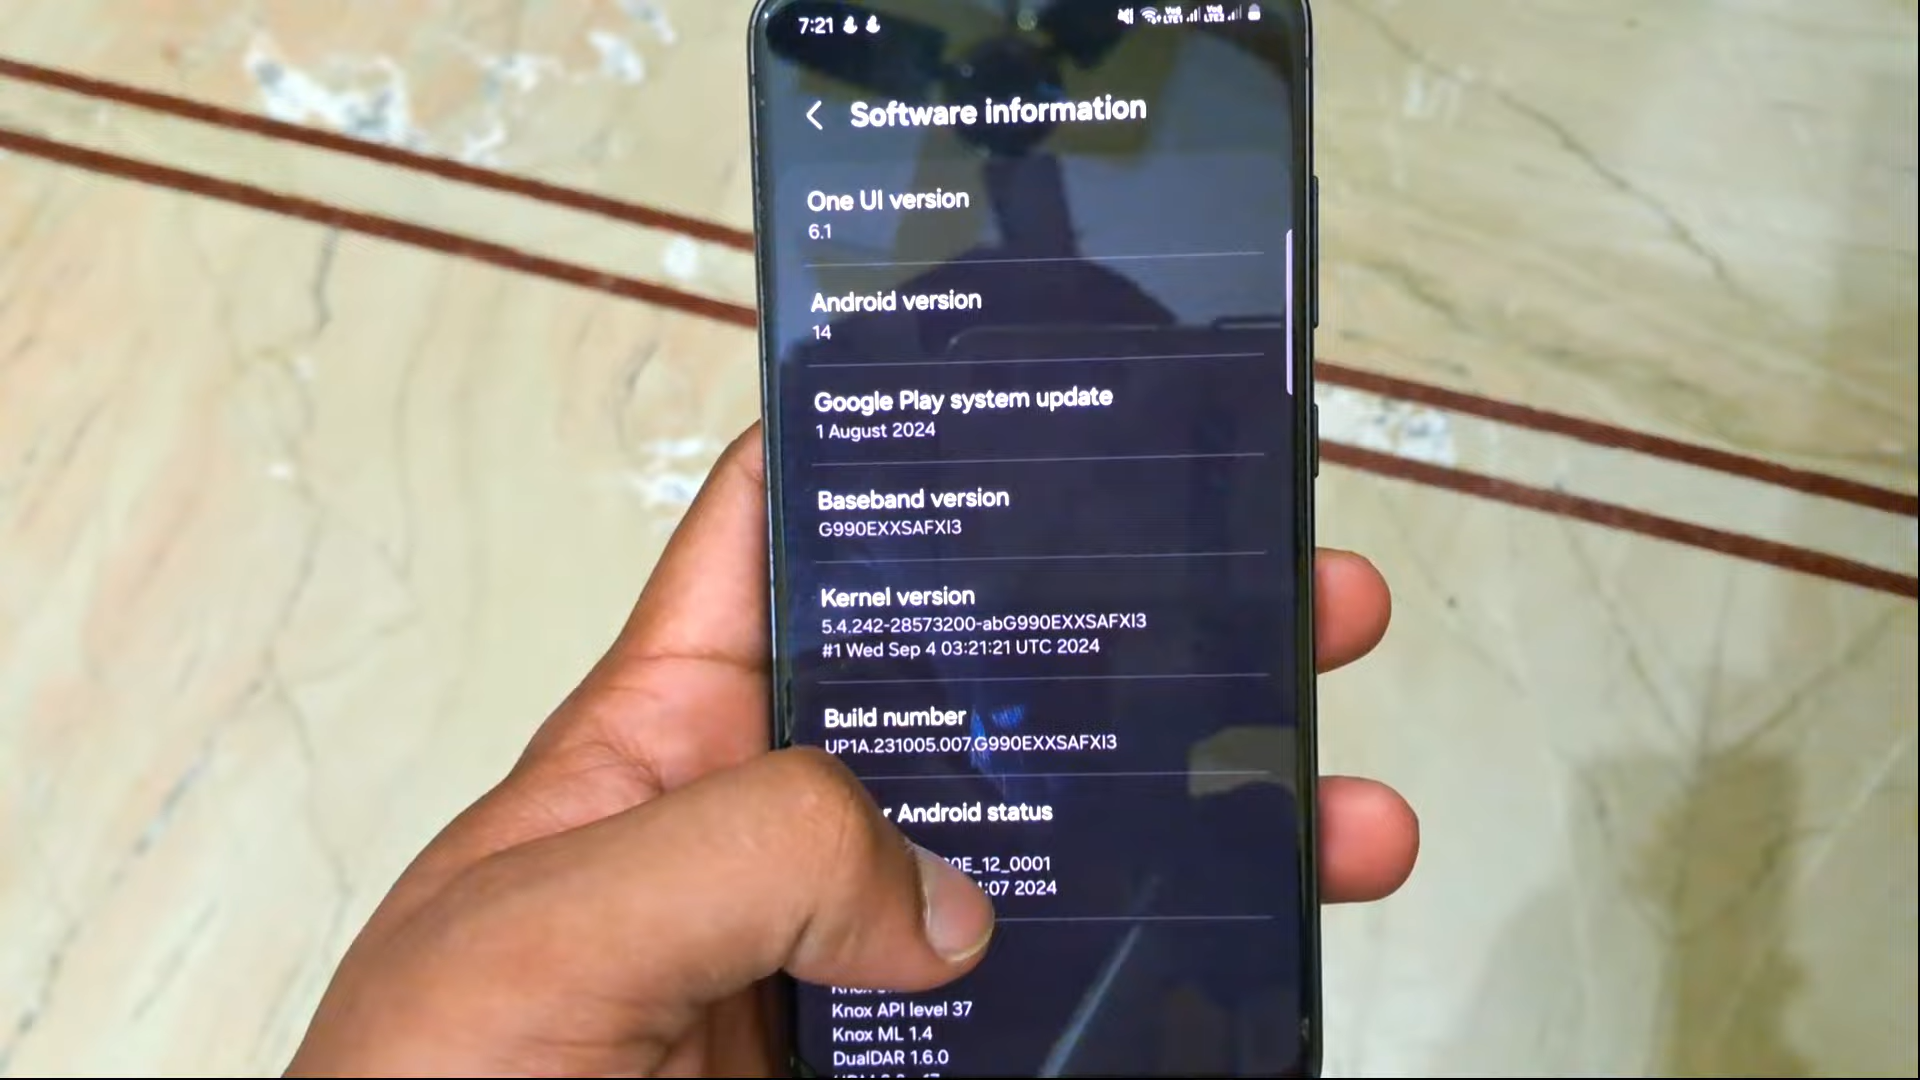 7:21
Software information
One UI version
6.1
Android version
14
Google Play system update
1 August 2024
Baseband version
G990EXXSAFXI3
Kernel version
5.4.242-28573200-abG990EXXSAFXI3
#1 Wed Sep 4 03:21:21 UTC 2024
Build number
UP1A.231005.007.G990EXXSAFXI3
Android status
0E_12_0001
:07 2024
Knox API level 37
Knox ML 1.4
DualDAR 1.6.0